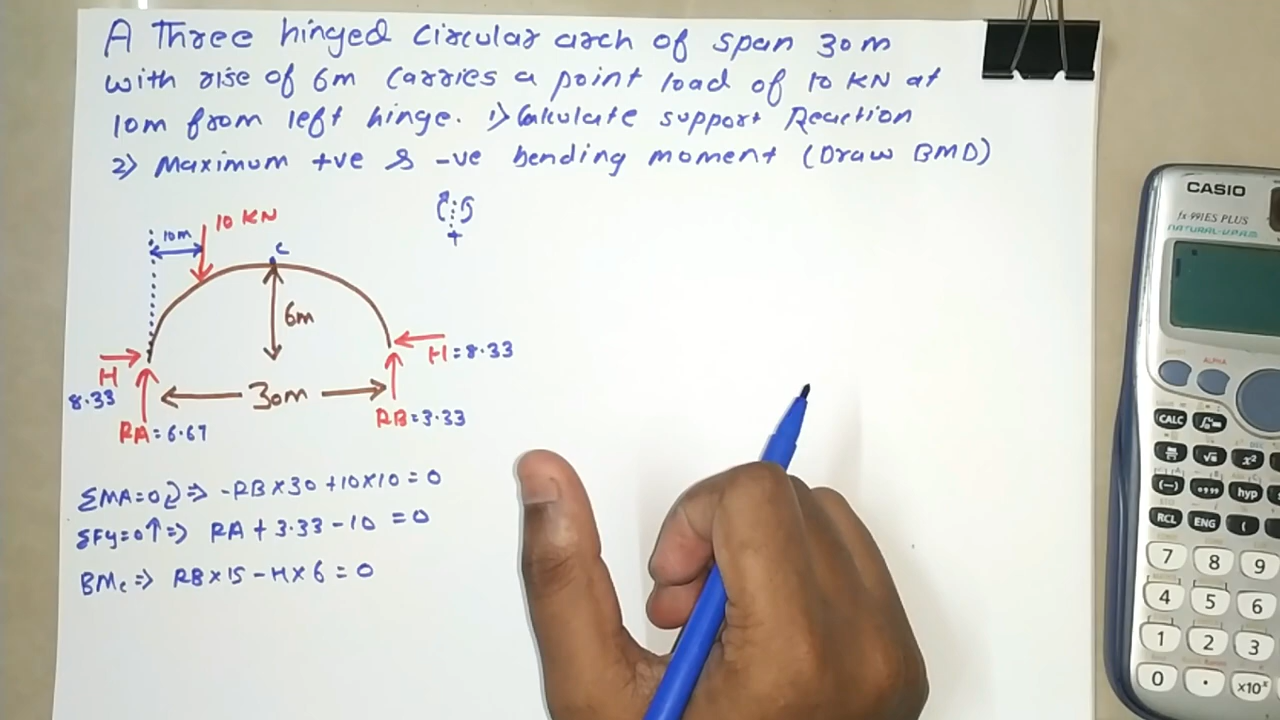 A Three hinged circular arch of span 30m
with rise of 6m Carries a point load of 10 KN at
10m from left hinge. 1) Calculate support Reaction
2) Maximum +ve & -ve bending moment (Draw BMD)
10m
10 KN
C
+
6m
H
8.33
H=8.33
30m
RA=6.67
RB=3.33
ΣMA=0⤸⇒ -RB×30+10×10=0
ΣFy=0↑⇒ RA+3.33-10=0
BMc⇒ RB×15-H×6=0
CASIO
fx-991ES PLUS
NATURAL-V.P.A.M.
ALPHA
CALC
x²
(-)
hyp
RCL
ENG
(
7 8 9
4 5 6
1 2 3
0 . ×10ˣ